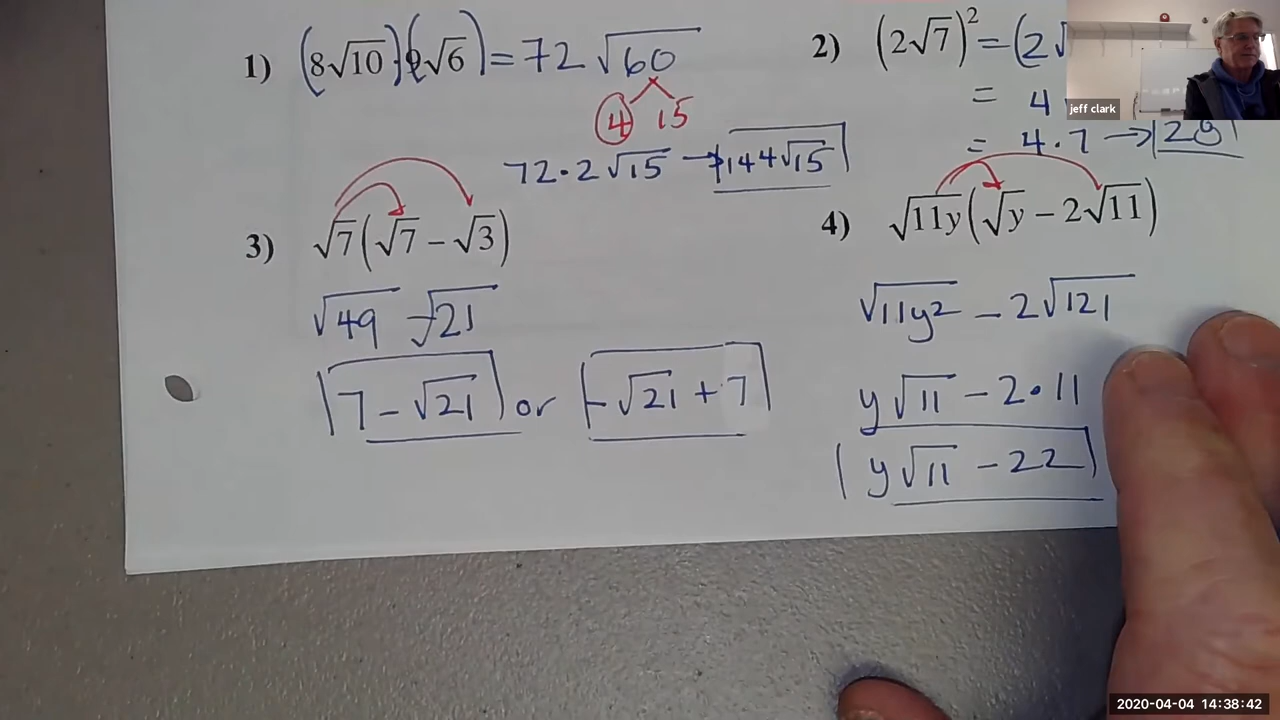 1) (8√10)(9√6) = 72√60
4 15
72·2√15 → 144√15
2) (2√7)² = (2√
= 4
= 4·7 → 28
jeff clark
3) √7(√7 − √3)
√49 − √21
7 − √21 or −√21 + 7
4) √11y(√y − 2√11)
√11y² − 2√121
y√11 − 2·11
y√11 − 22
2020-04-04 14:38:42